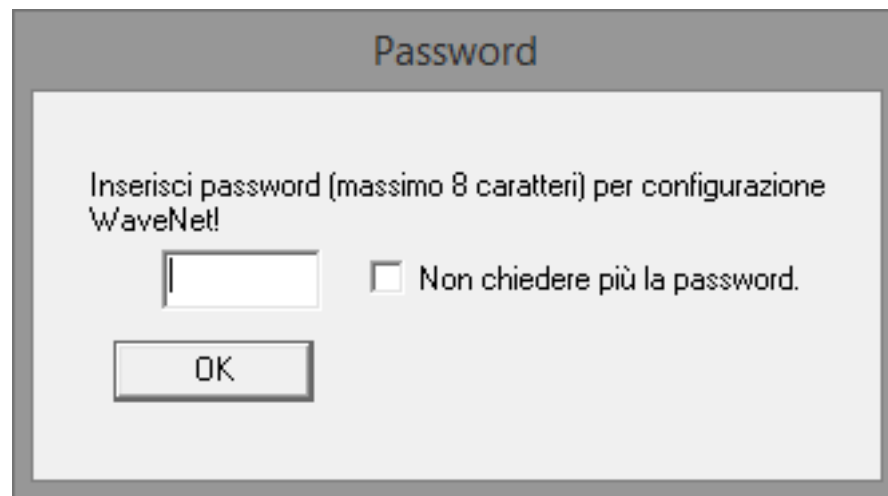 Password
Inserisci password (massimo 8 caratteri) per configurazione
WaveNet!
Non chiedere più la password.
OK